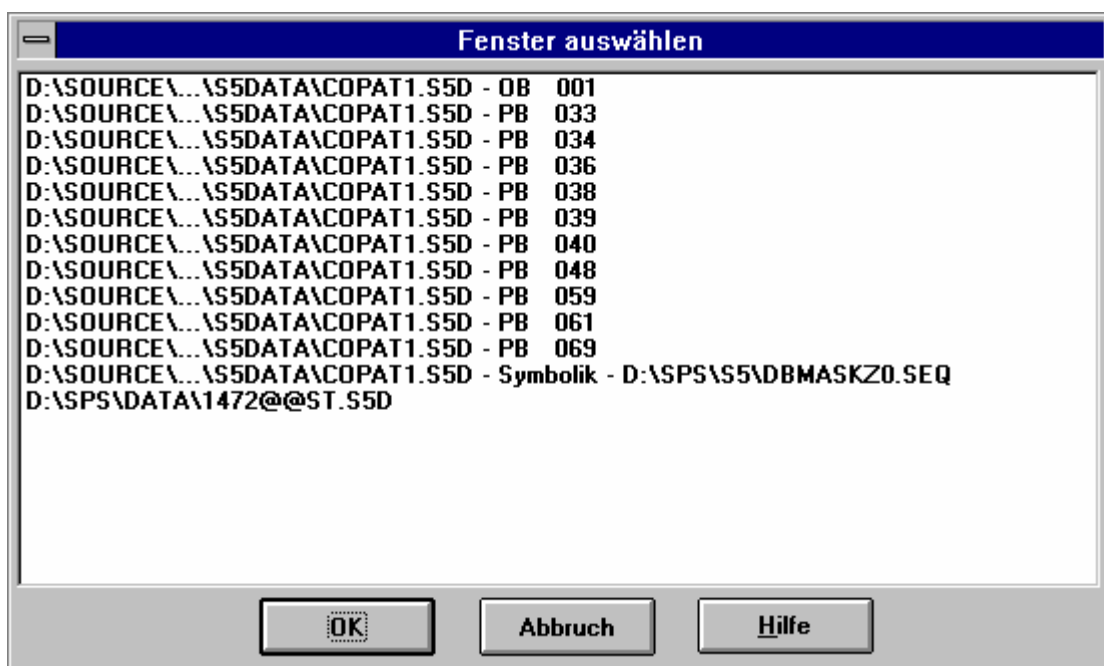 Fenster auswählen
D:\SOURCE\...\S5DATA\COPAT1.S5D - OB 001
D:\SOURCE\...\S5DATA\COPAT1.S5D - PB 033
D:\SOURCE\...\S5DATA\COPAT1.S5D - PB 034
D:\SOURCE\...\S5DATA\COPAT1.S5D - PB 036
D:\SOURCE\...\S5DATA\COPAT1.S5D - PB 038
D:\SOURCE\...\S5DATA\COPAT1.S5D - PB 039
D:\SOURCE\...\S5DATA\COPAT1.S5D - PB 040
D:\SOURCE\...\S5DATA\COPAT1.S5D - PB 048
D:\SOURCE\...\S5DATA\COPAT1.S5D - PB 059
D:\SOURCE\...\S5DATA\COPAT1.S5D - PB 061
D:\SOURCE\...\S5DATA\COPAT1.S5D - PB 069
D:\SOURCE\...\S5DATA\COPAT1.S5D - Symbolik - D:\SPS\S5\DBMASKZ0.SEQ
D:\SPS\DATA\1472@@ST.S5D
OK Abbruch Hilfe